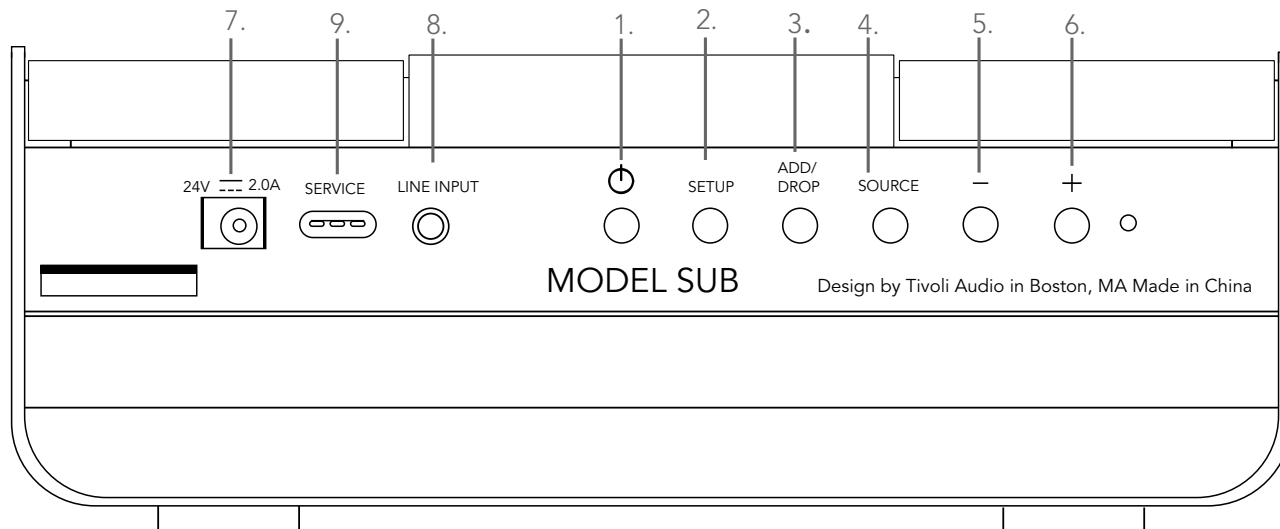 7. 9. 8. 1. 2. 3. 4. 5. 6.
24V 2.0A SERVICE LINE INPUT SETUP ADD/ DROP SOURCE − +
MODEL SUB
Design by Tivoli Audio in Boston, MA Made in China